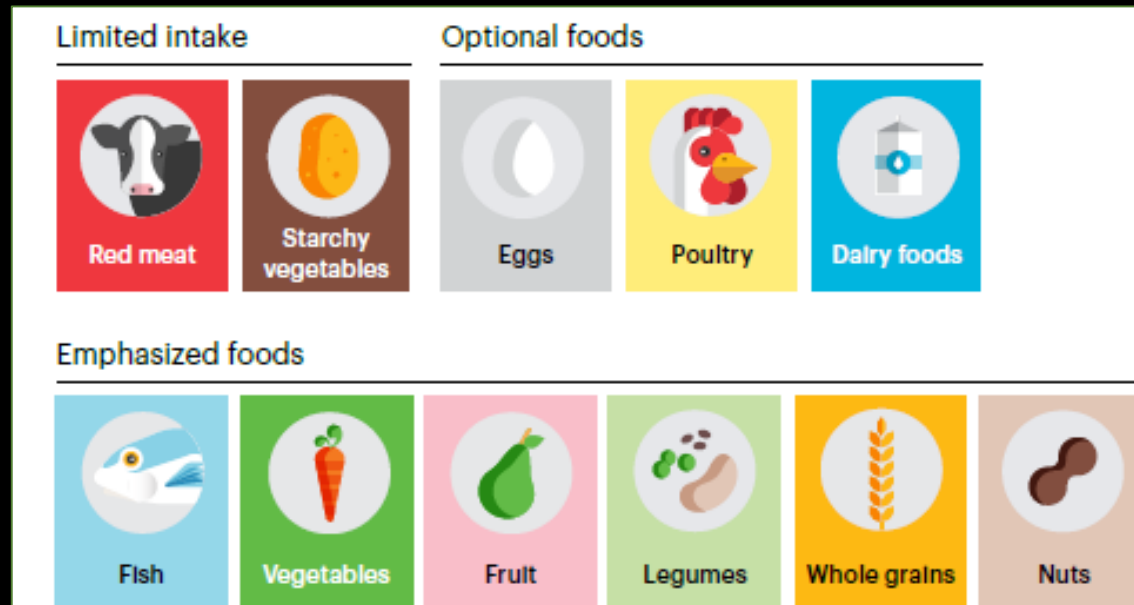 Limited intake
Optional foods
Red meat
Starchy
vegetables
Eggs
Poultry
Dairy foods
Emphasized foods
Fish
Vegetables
Fruit
Legumes
Whole grains
Nuts